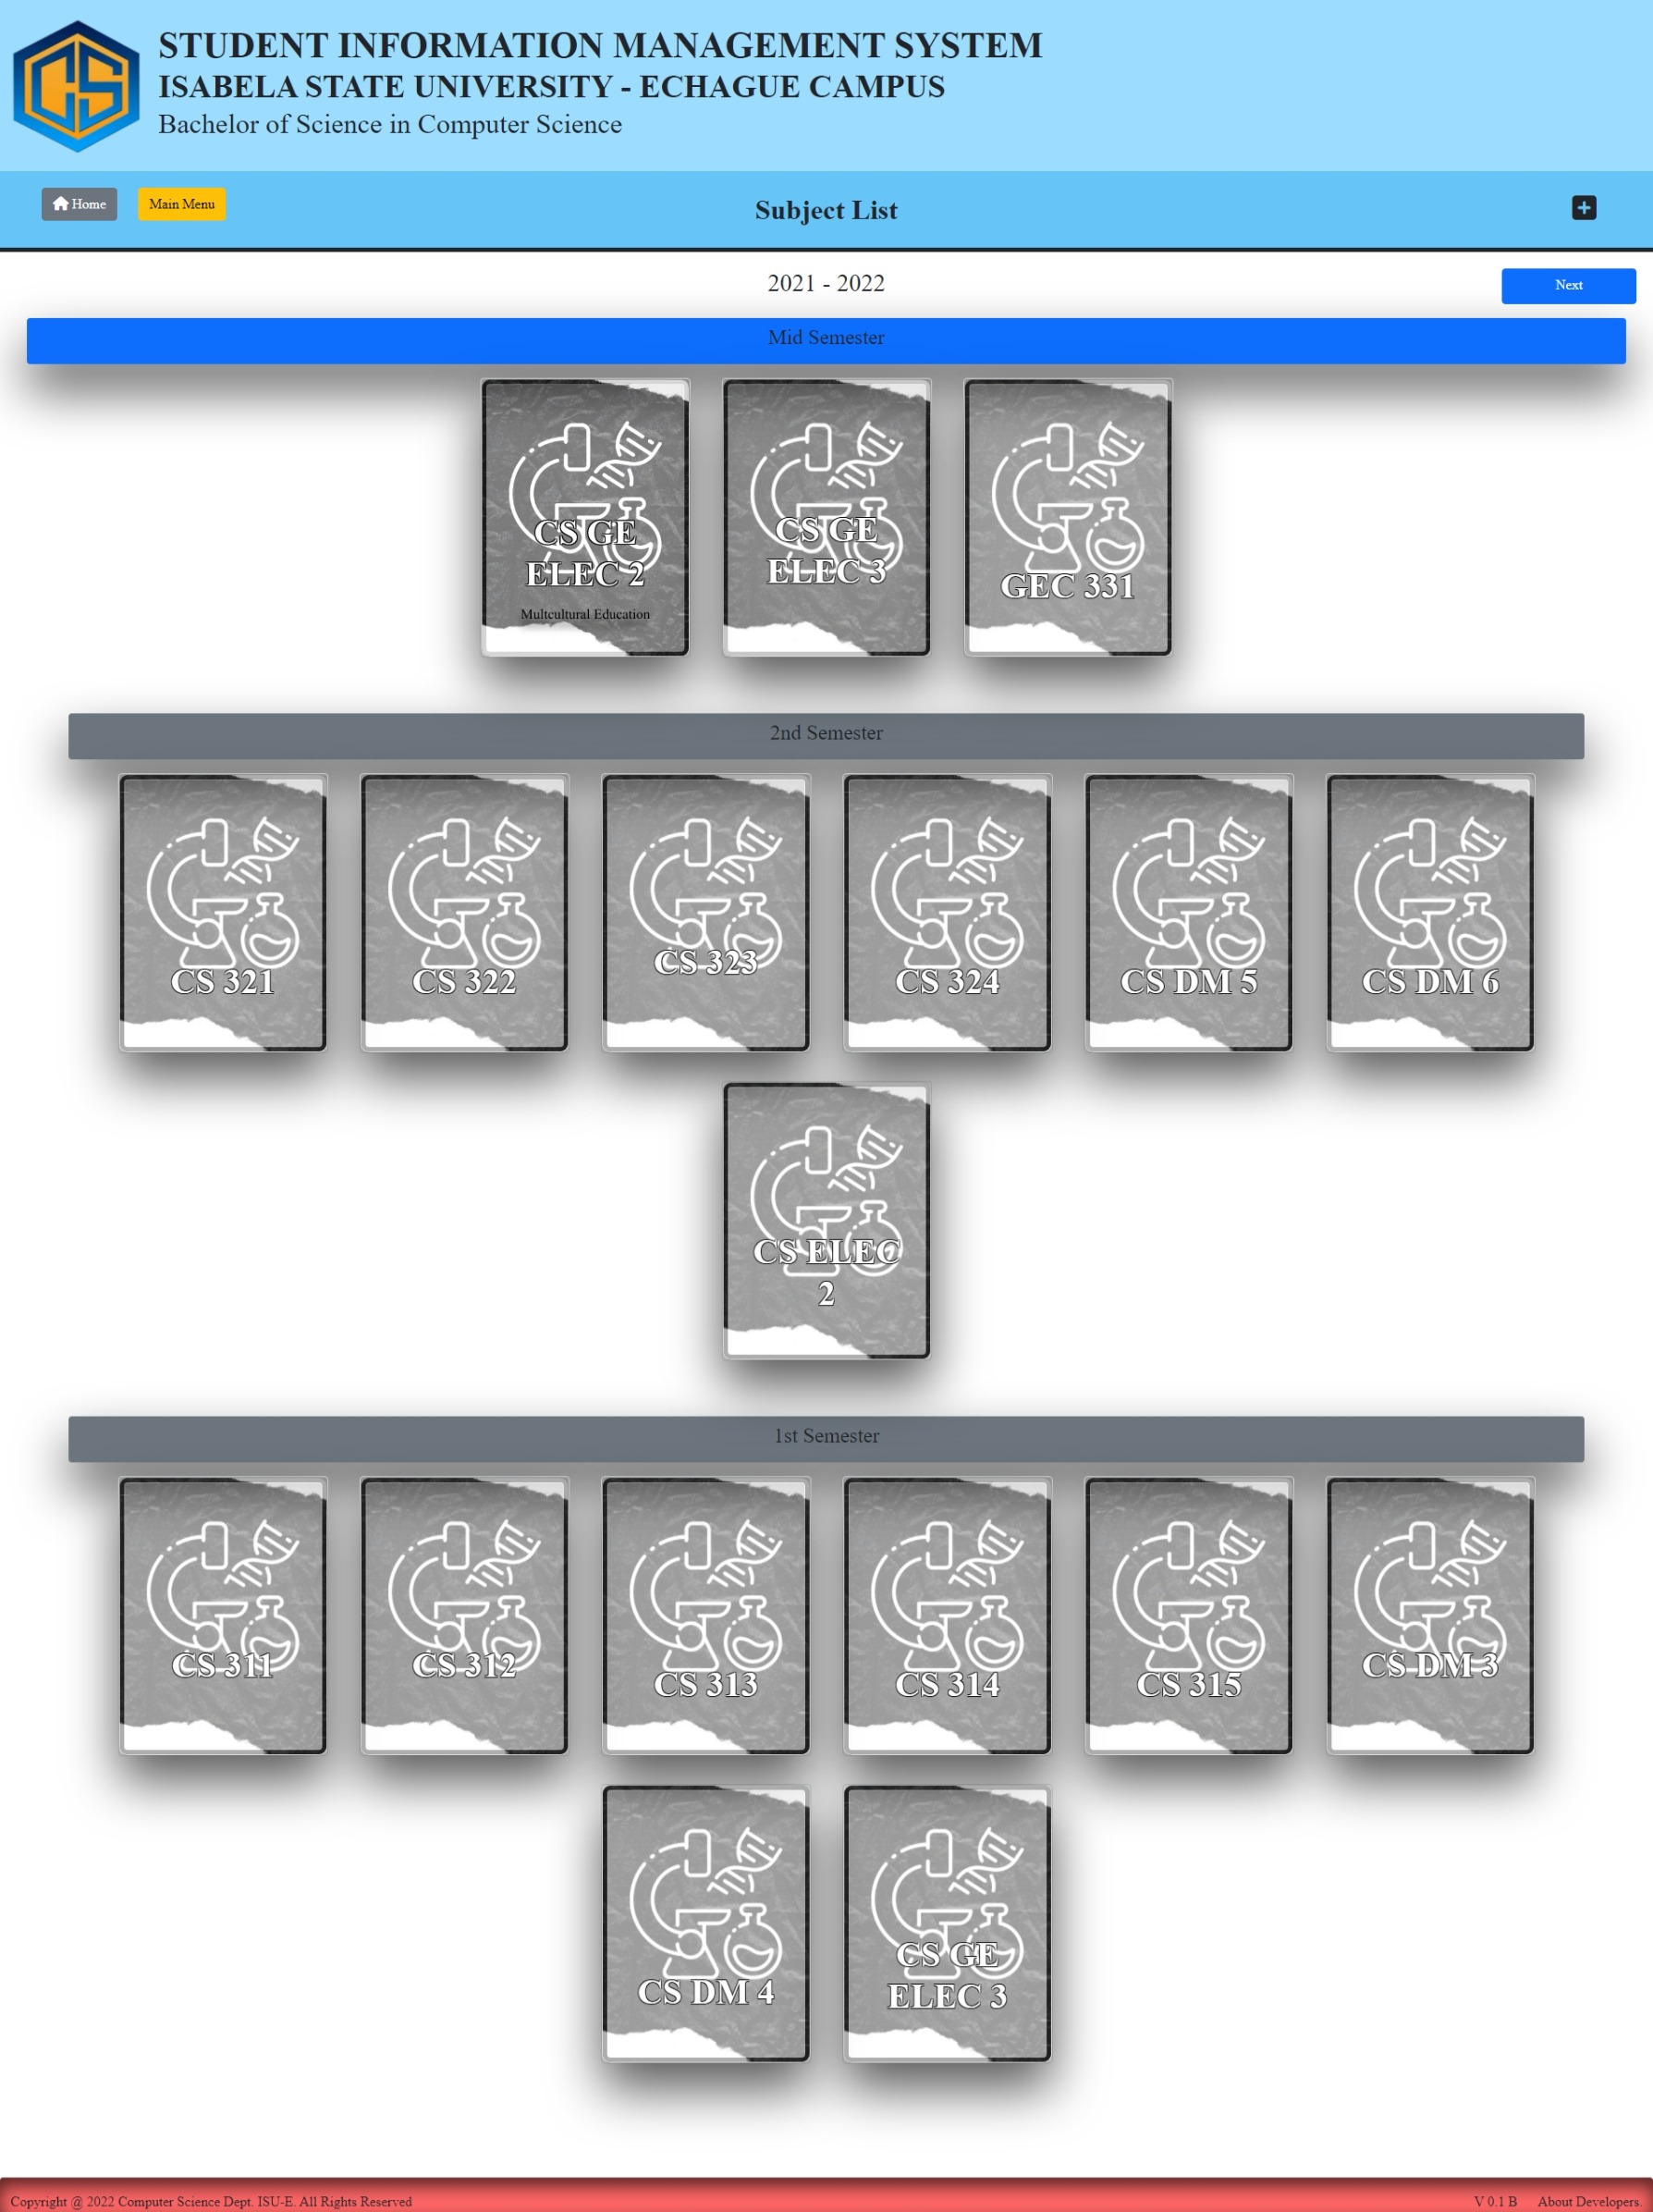 CS
STUDENT INFORMATION MANAGEMENT SYSTEM
ISABELA STATE UNIVERSITY - ECHAGUE CAMPUS
Bachelor of Science in Computer Science
Home
Main Menu
Subject List
2021 - 2022
Next
Mid Semester
CS GE
ELEC 2
Multcultural Education
CS GE
ELEC 3
GEC 331
2nd Semester
CS 321
CS 322
CS 323
CS 324
CS DM 5
CS DM 6
CS ELEC
2
1st Semester
CS 311
CS 312
CS 313
CS 314
CS 315
CS DM 3
CS DM 4
CS GE
ELEC 3
Copyright @ 2022 Computer Science Dept. ISU-E. All Rights Reserved
V 0.1 B
About Developers.